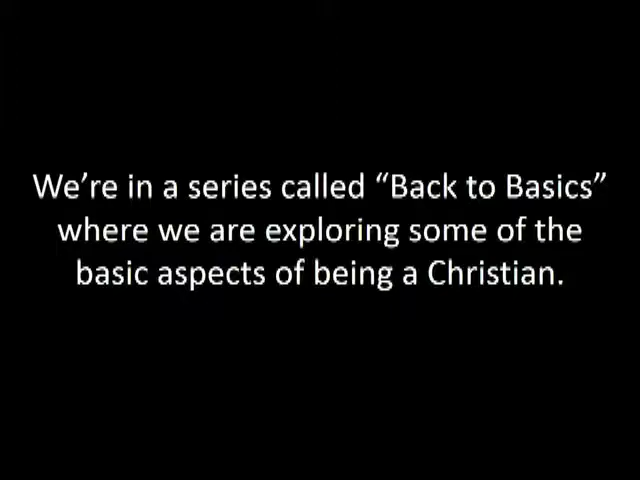 We’re in a series called “Back to Basics”
where we are exploring some of the
basic aspects of being a Christian.